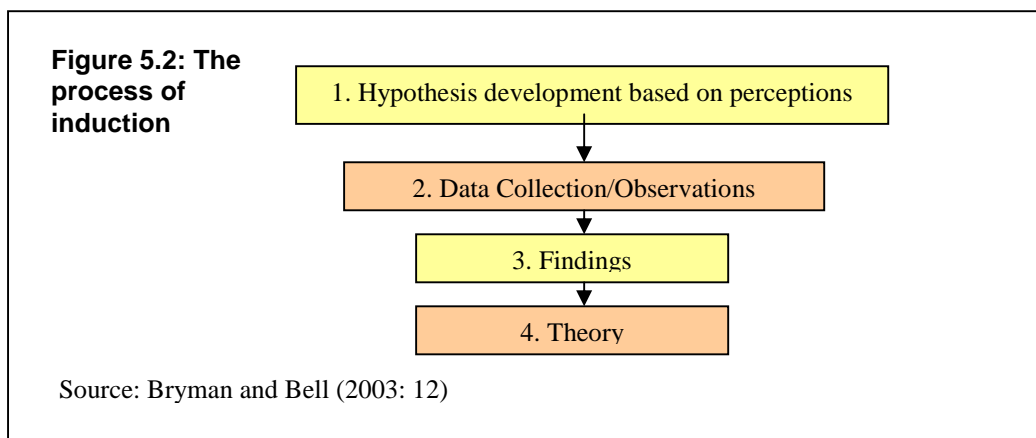 Figure 5.2: The
process of
induction
1. Hypothesis development based on perceptions
2. Data Collection/Observations
3. Findings
4. Theory
Source: Bryman and Bell (2003: 12)